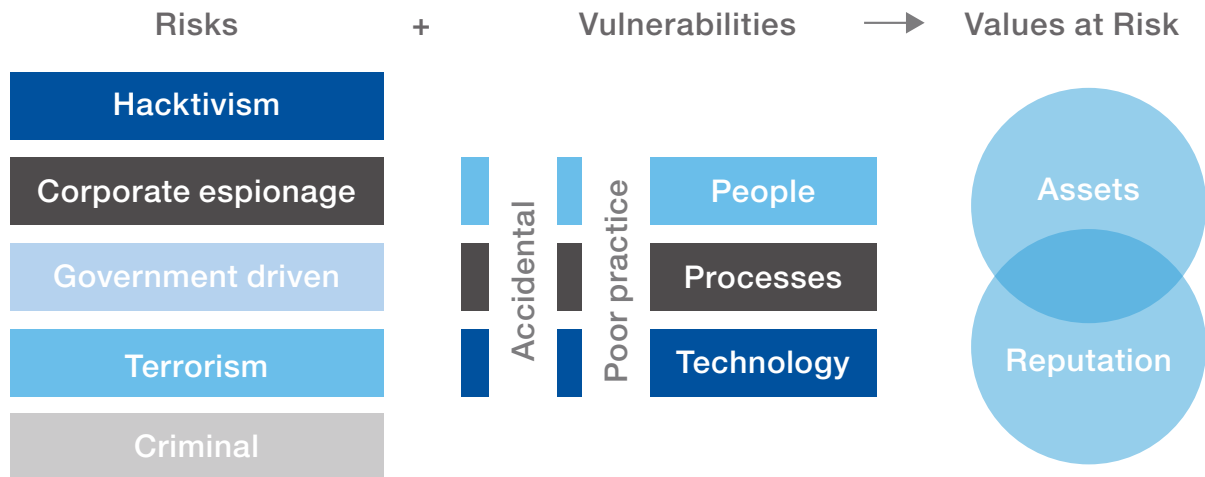 Risks + Vulnerabilities → Values at Risk
Hacktivism
Corporate espionage
Government driven
Terrorism
Criminal
Accidental
Poor practice
People
Processes
Technology
Assets
Reputation